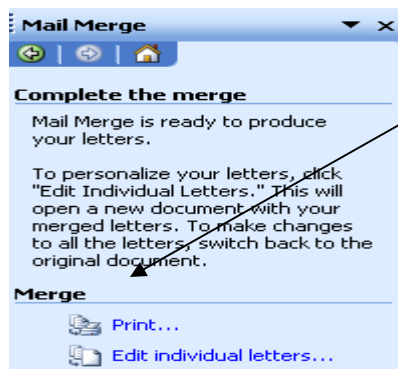 Mail Merge
Complete the merge
Mail Merge is ready to produce
your letters.
To personalize your letters, click
"Edit Individual Letters." This will
open a new document with your
merged letters. To make changes
to all the letters, switch back to the
original document.
Merge
Print...
Edit individual letters...